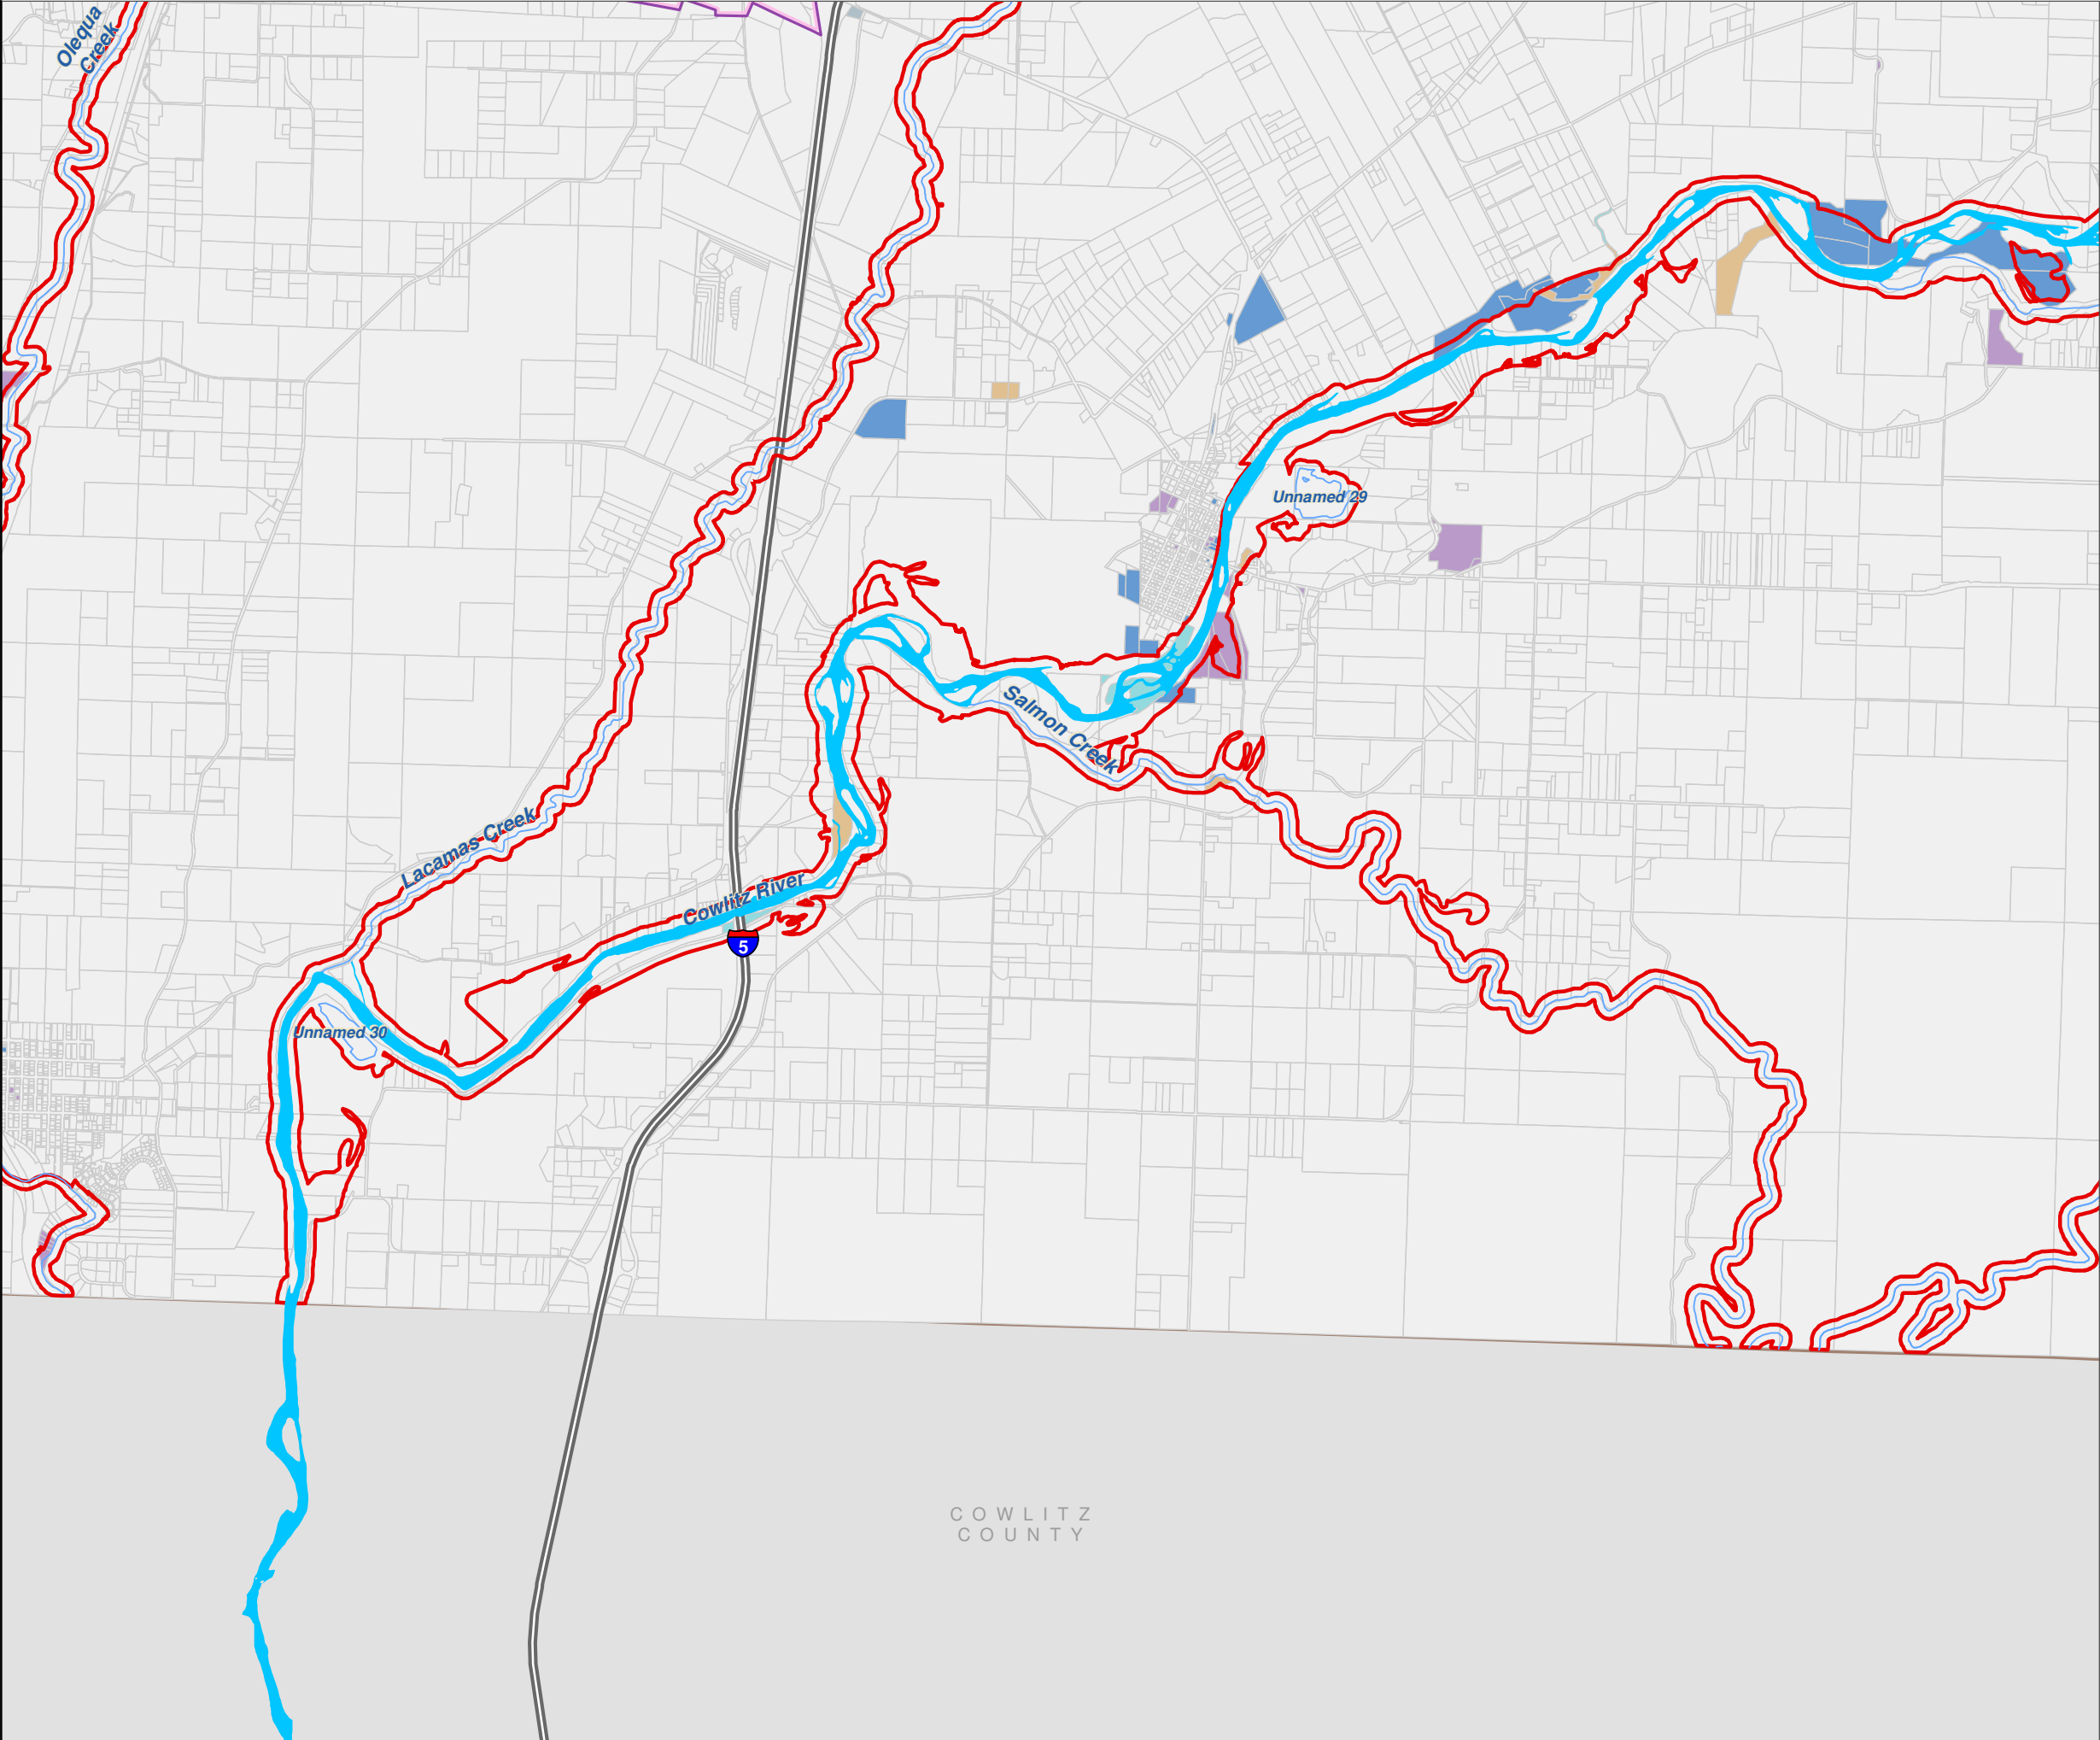 Olequa
Creek
Unnamed 29
Salmon Creek
Lacamas Creek
Cowlitz River
5
Unnamed 30
COWLITZ
COUNTY